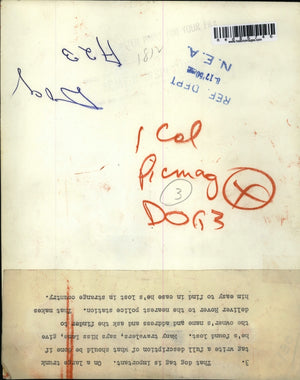 H23
2181
REF DEPT
N.E.A.
1 Col
Picmag
3
DOG3
3. That dog tag is important. On a large trunk
tag write a full description of what should be done if
he's found lost. Many travelers, says Miss Lane, give
the owner's name and address and ask the finder to
deliver Rover to the nearest police station. That makes
him easy to find in case he's lost in strange country.